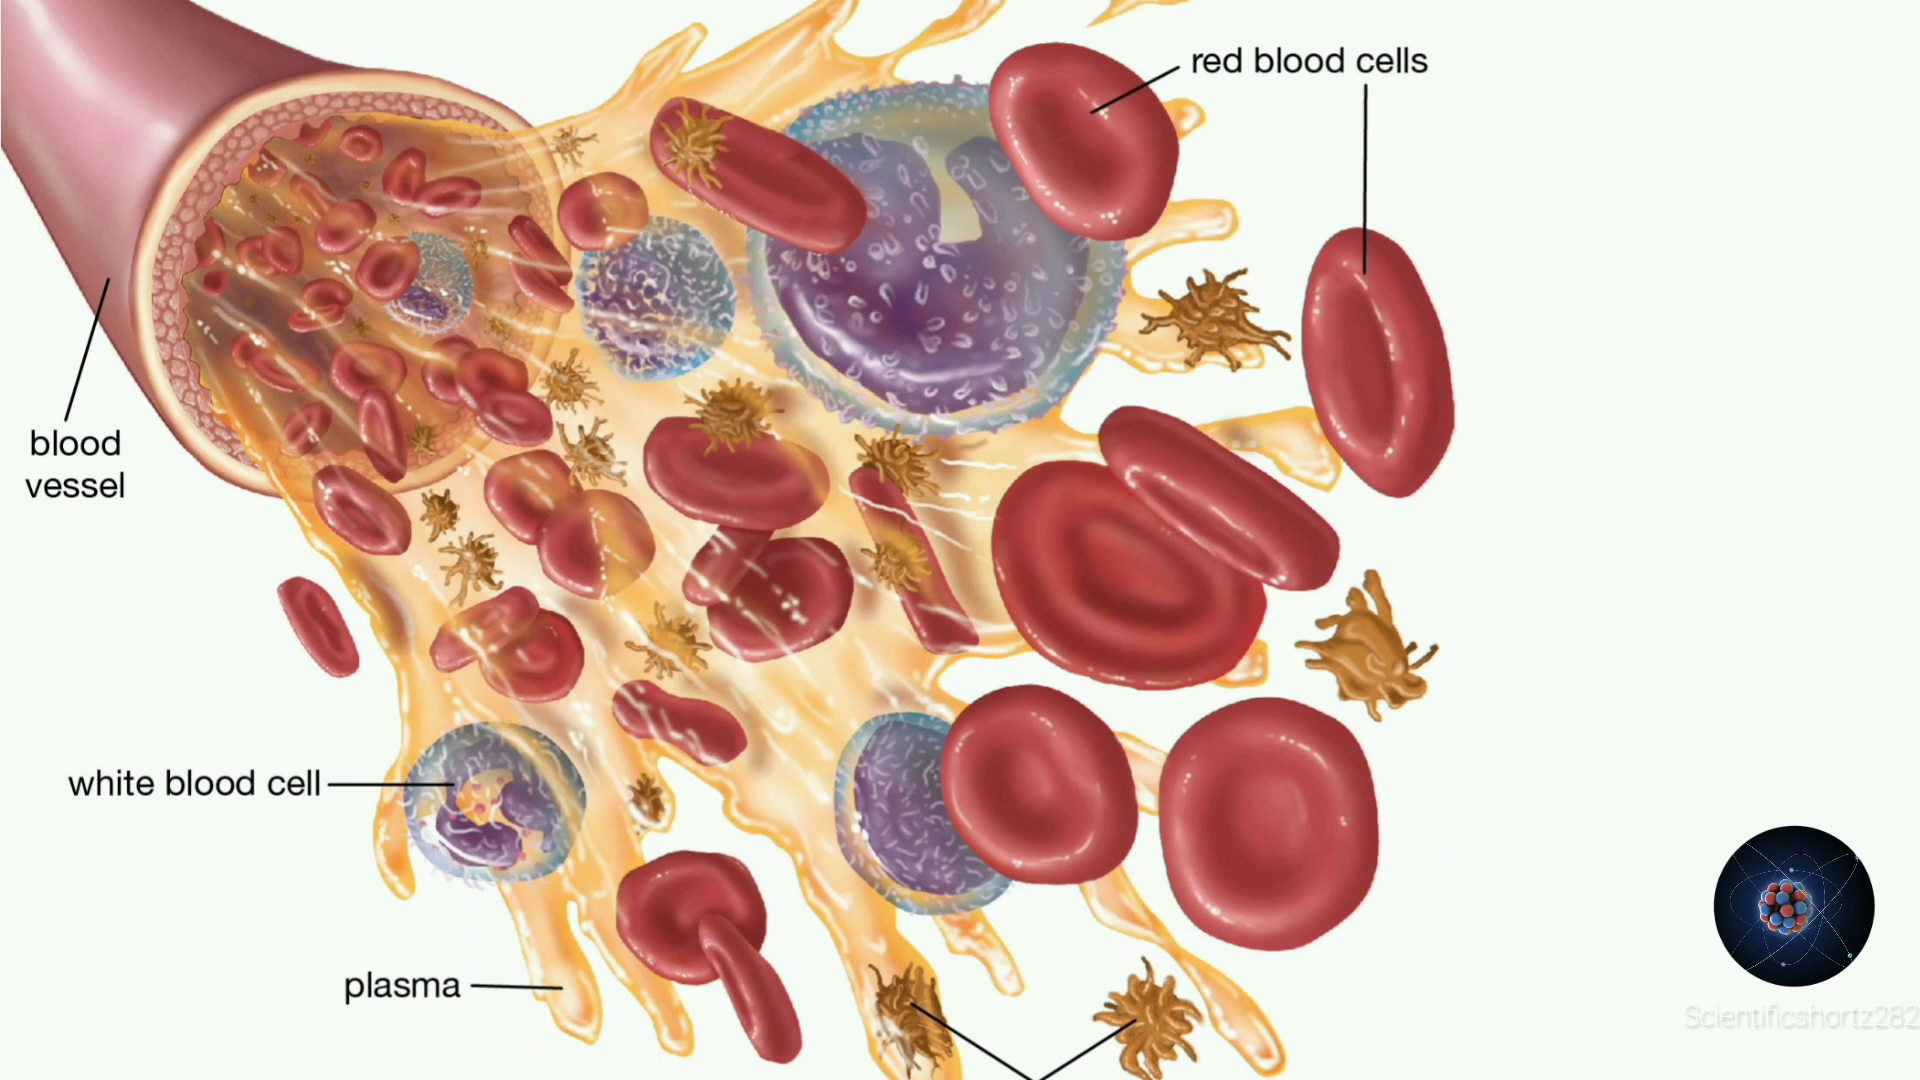 red blood cells
blood
vessel
white blood cell
plasma
Scientificshortz282